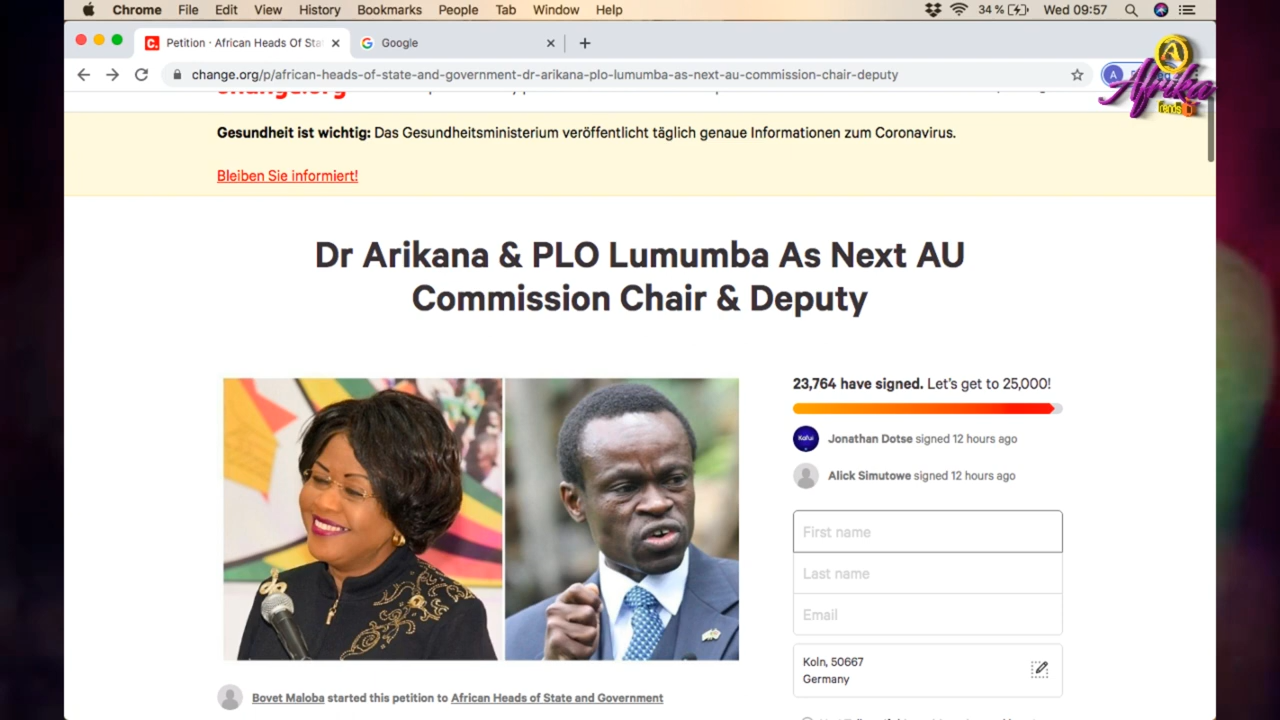 Chrome File Edit View History Bookmarks People Tab Window Help 34 % Wed 09:57
Petition · African Heads Of Sta
Google
change.org/p/african-heads-of-state-and-government-dr-arikana-plo-lumumba-as-next-au-commission-chair-deputy
Afrika
change.org
Gesundheit ist wichtig: Das Gesundheitsministerium veröffentlicht täglich genaue Informationen zum Coronavirus.
Bleiben Sie informiert!
Dr Arikana & PLO Lumumba As Next AU
Commission Chair & Deputy
23,764 have signed. Let's get to 25,000!
Kafui
Jonathan Dotse signed 12 hours ago
Alick Simutowe signed 12 hours ago
First name
Last name
Email
Koln, 50667
Germany
Bovet Maloba started this petition to African Heads of State and Government